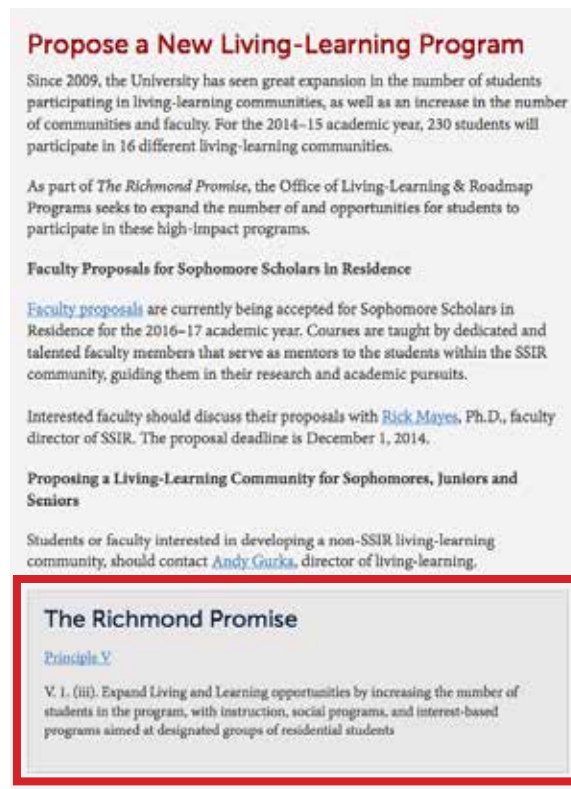 Propose a New Living-Learning Program
Since 2009, the University has seen great expansion in the number of students
participating in living-learning communities, as well as an increase in the number
of communities and faculty. For the 2014–15 academic year, 230 students will
participate in 16 different living-learning communities.
As part of The Richmond Promise, the Office of Living-Learning & Roadmap
Programs seeks to expand the number of and opportunities for students to
participate in these high-impact programs.
Faculty Proposals for Sophomore Scholars in Residence
Faculty proposals are currently being accepted for Sophomore Scholars in
Residence for the 2016–17 academic year. Courses are taught by dedicated and
talented faculty members that serve as mentors to the students within the SSIR
community, guiding them in their research and academic pursuits.
Interested faculty should discuss their proposals with Rick Mayes, Ph.D., faculty
director of SSIR. The proposal deadline is December 1, 2014.
Proposing a Living-Learning Community for Sophomores, Juniors and
Seniors
Students or faculty interested in developing a non-SSIR living-learning
community, should contact Andy Gurka, director of living-learning.
The Richmond Promise
Principle V
V. 1. (iii). Expand Living and Learning opportunities by increasing the number of
students in the program, with instruction, social programs, and interest-based
programs aimed at designated groups of residential students